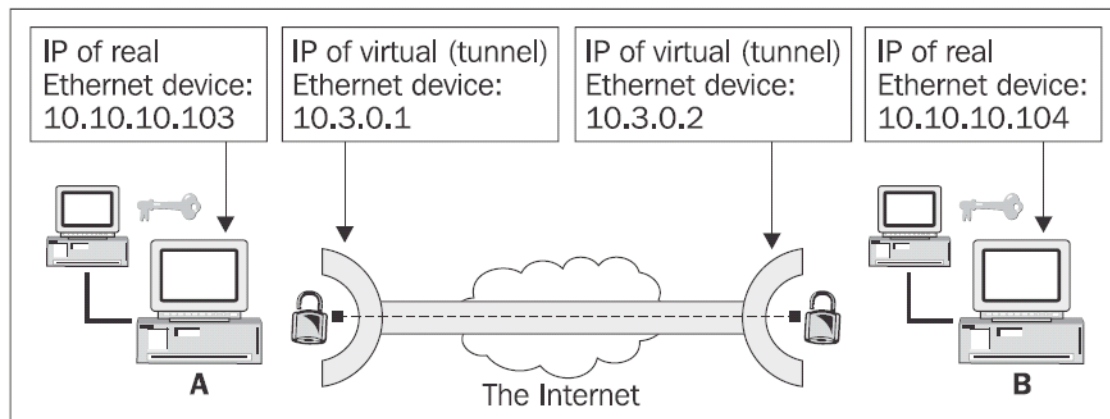 IP of real
Ethernet device:
10.10.10.103
IP of virtual (tunnel)
Ethernet device:
10.3.0.1
IP of virtual (tunnel)
Ethernet device:
10.3.0.2
IP of real
Ethernet device:
10.10.10.104
A
The Internet
B